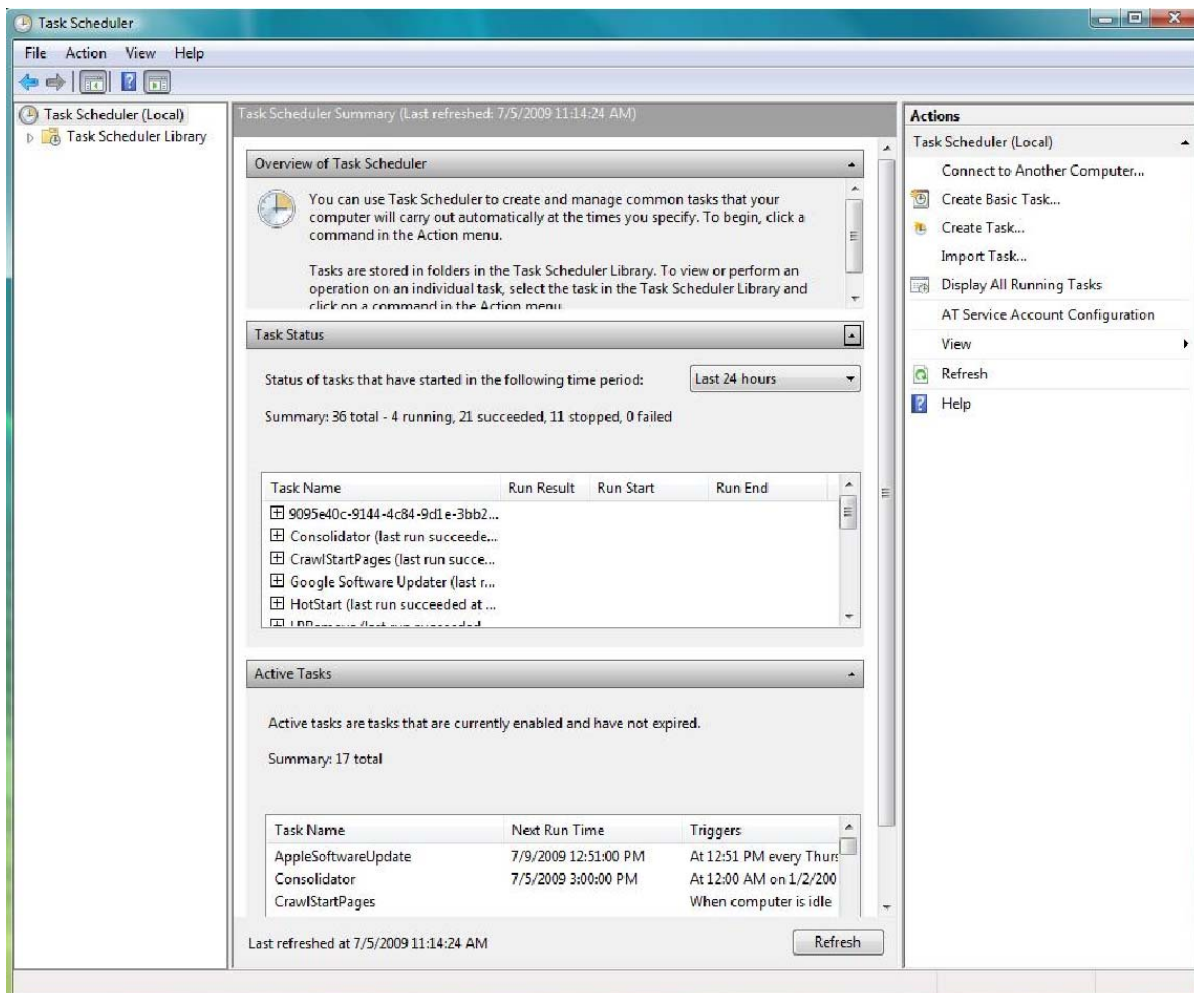 Task Scheduler
File Action View Help
Task Scheduler (Local)
Task Scheduler Library
Task Scheduler Summary (Last refreshed: 7/5/2009 11:14:24 AM)
Overview of Task Scheduler
You can use Task Scheduler to create and manage common tasks that your
computer will carry out automatically at the times you specify. To begin, click a
command in the Action menu.
Tasks are stored in folders in the Task Scheduler Library. To view or perform an
operation on an individual task, select the task in the Task Scheduler Library and
click on a command in the Action menu.
Task Status
Status of tasks that have started in the following time period: Last 24 hours
Summary: 36 total - 4 running, 21 succeeded, 11 stopped, 0 failed
Task Name Run Result Run Start Run End
9095e40c-9144-4c84-9d1e-3bb2...
Consolidator (last run succeede...
CrawlStartPages (last run succe...
Google Software Updater (last r...
HotStart (last run succeeded at ...
Active Tasks
Active tasks are tasks that are currently enabled and have not expired.
Summary: 17 total
Task Name Next Run Time Triggers
AppleSoftwareUpdate 7/9/2009 12:51:00 PM At 12:51 PM every Thurs
Consolidator 7/5/2009 3:00:00 PM At 12:00 AM on 1/2/200
CrawlStartPages When computer is idle
Last refreshed at 7/5/2009 11:14:24 AM Refresh
Actions
Task Scheduler (Local)
Connect to Another Computer...
Create Basic Task...
Create Task...
Import Task...
Display All Running Tasks
AT Service Account Configuration
View
Refresh
Help